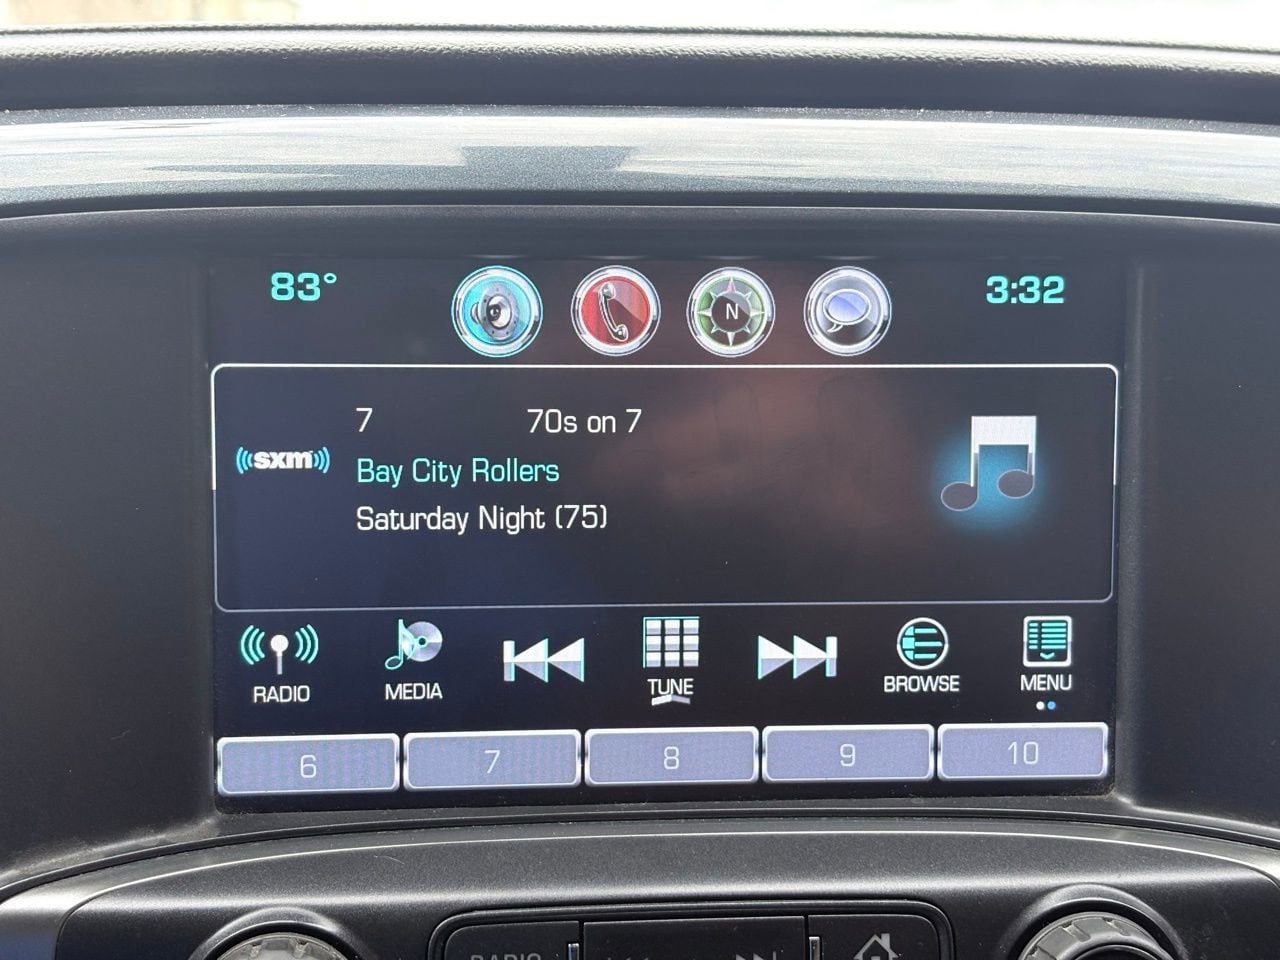 83° 3:32
N
7 70s on 7
((sxm))
Bay City Rollers
Saturday Night (75)
RADIO MEDIA TUNE BROWSE MENU
6 7 8 9 10
RADIO